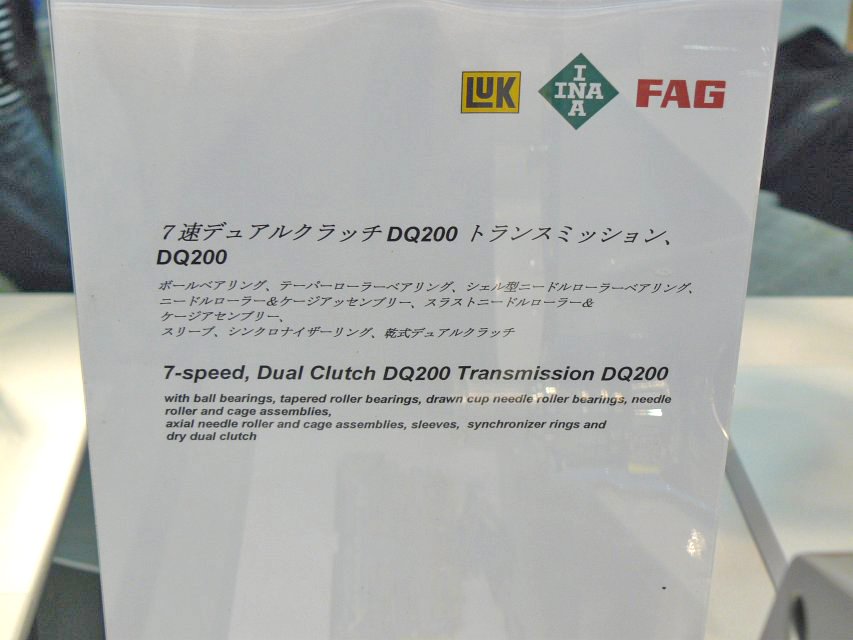 LUK INA FAG
７速デュアルクラッチ DQ200 トランスミッション、
DQ200
ボールベアリング、テーパーローラーベアリング、シェル型ニードルローラーベアリング、
ニードルローラー&ケージアッセンブリー、スラストニードルローラー&
ケージアセンブリー、
スリーブ、シンクロナイザーリング、乾式デュアルクラッチ
7-speed, Dual Clutch DQ200 Transmission DQ200
with ball bearings, tapered roller bearings, drawn cup needle roller bearings, needle
roller and cage assemblies,
axial needle roller and cage assemblies, sleeves, synchronizer rings and
dry dual clutch